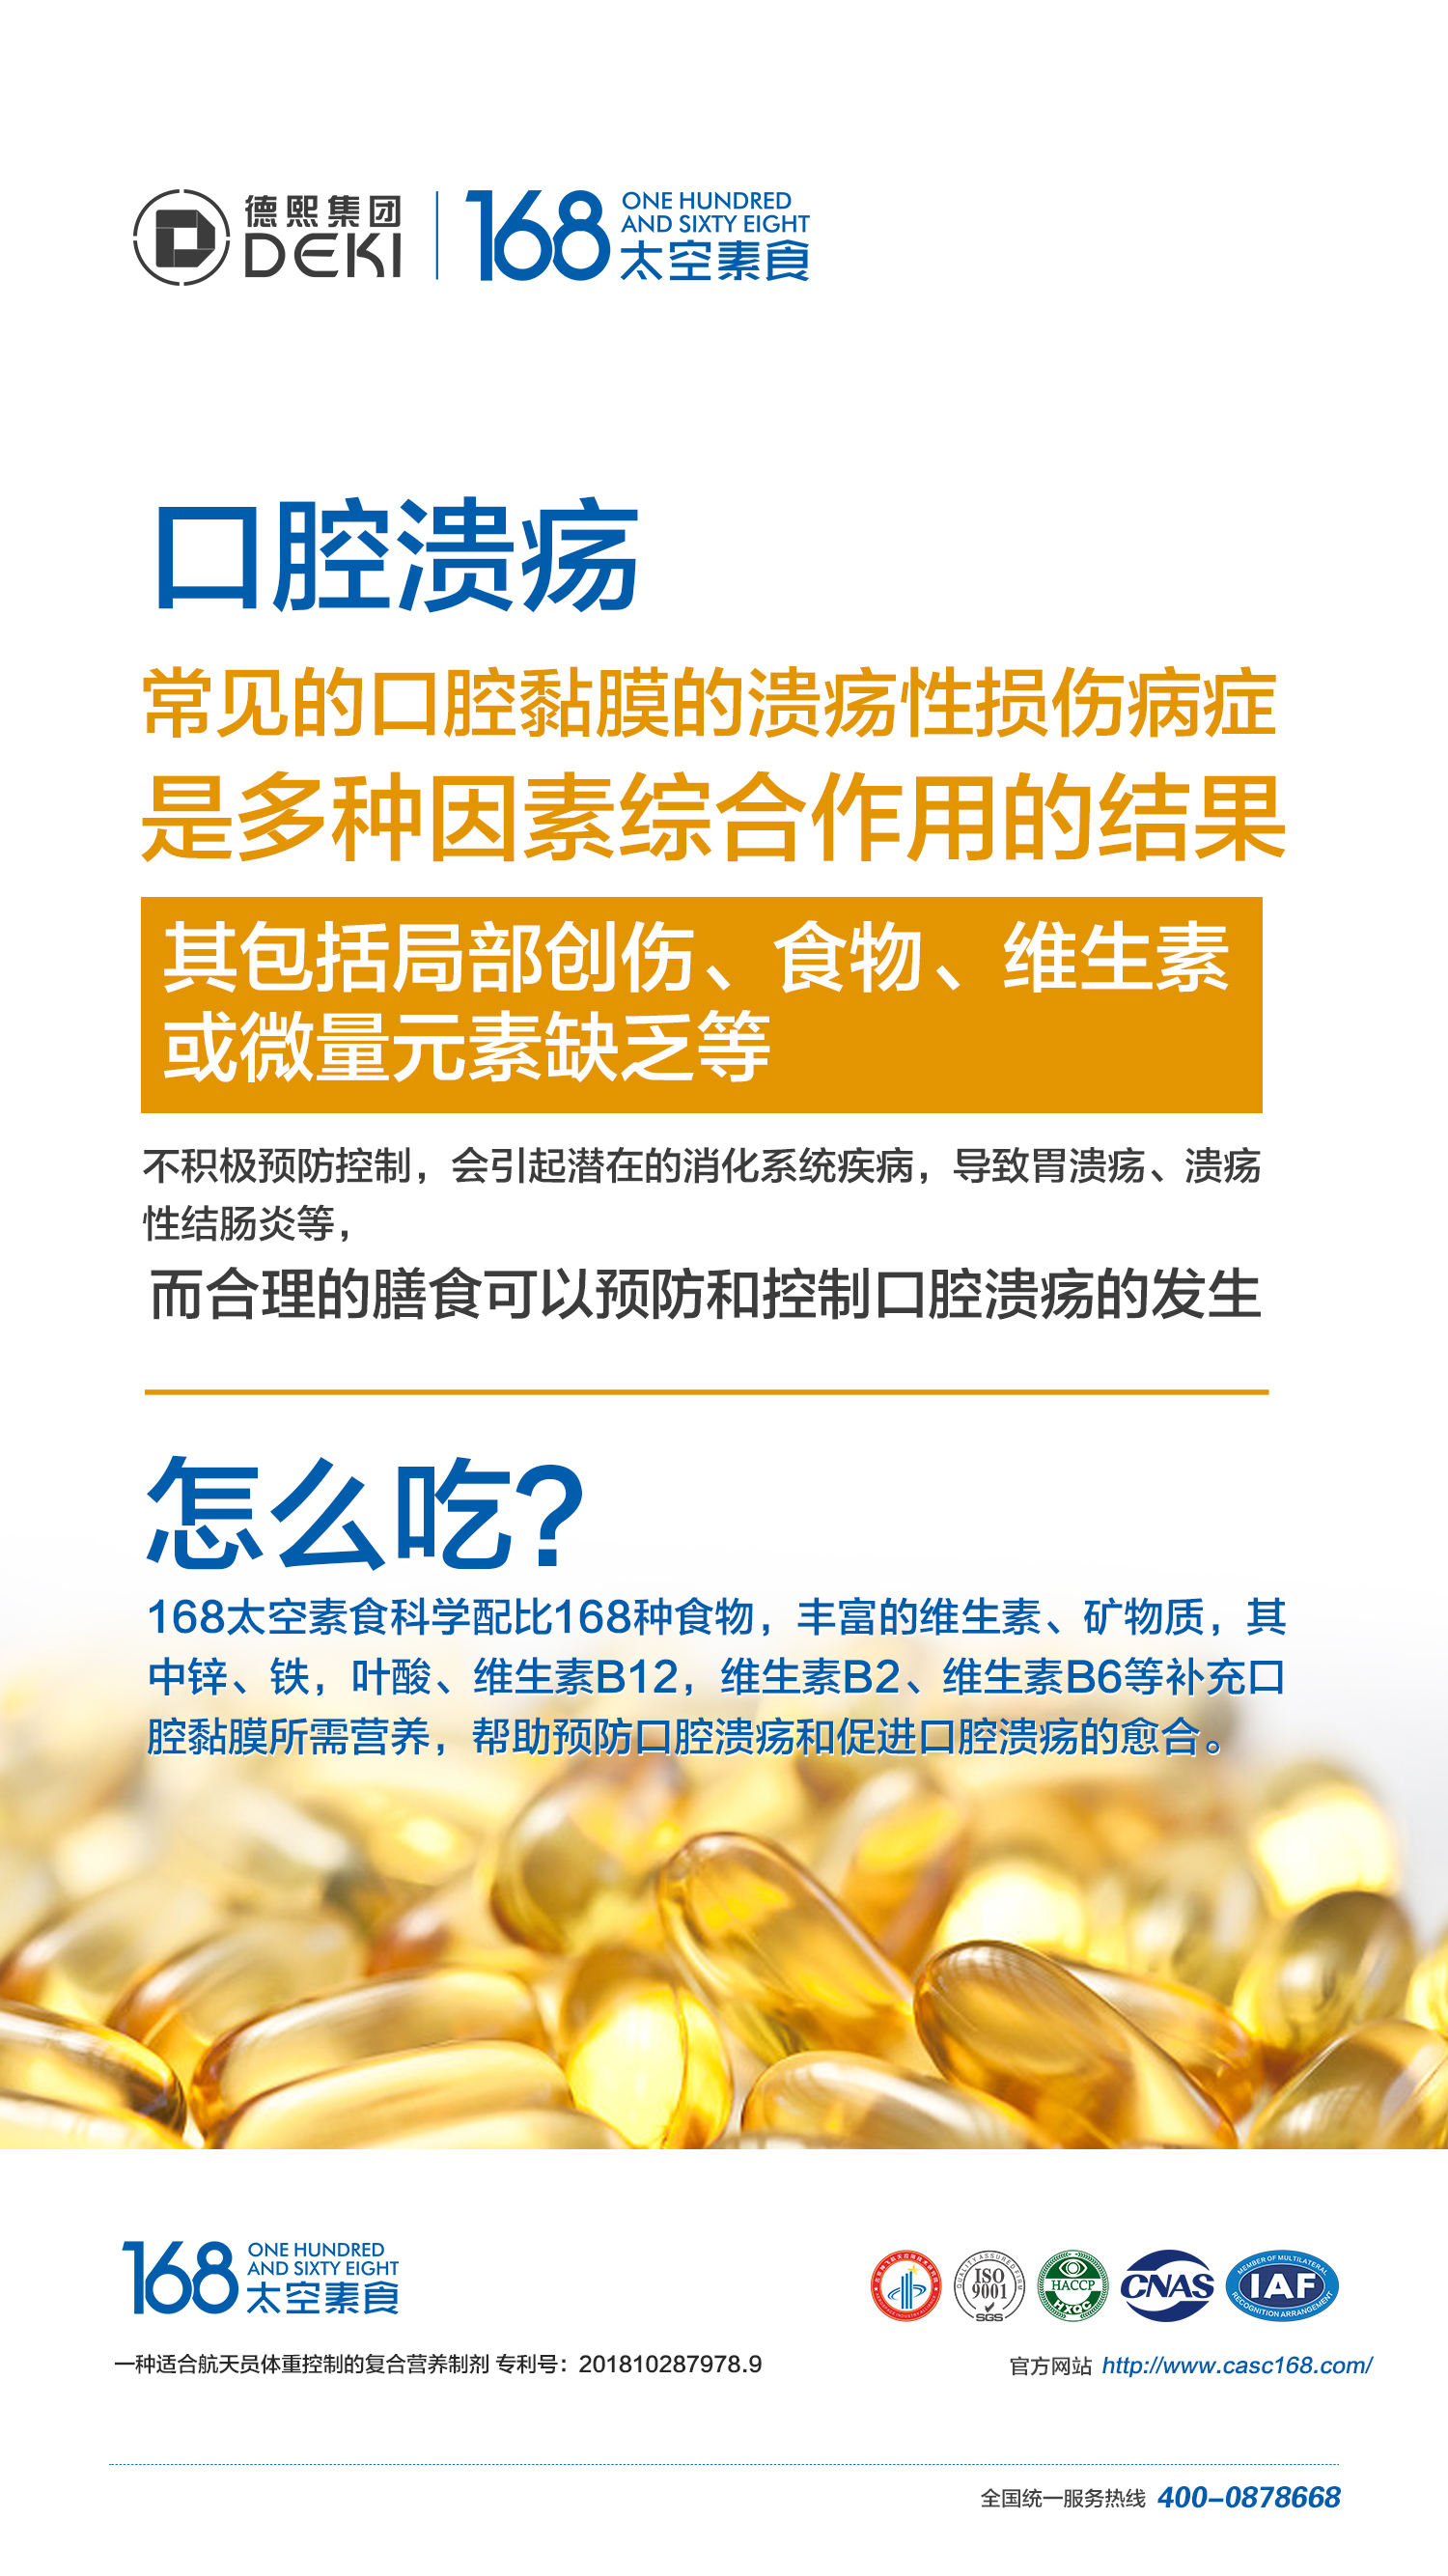 德熙集团
DEKI
168
ONE HUNDRED
AND SIXTY EIGHT
太空素食
口腔溃疡
常见的口腔黏膜的溃疡性损伤病症
是多种因素综合作用的结果
其包括局部创伤、食物、维生素
或微量元素缺乏等
不积极预防控制，会引起潜在的消化系统疾病，导致胃溃疡、溃疡
性结肠炎等，
而合理的膳食可以预防和控制口腔溃疡的发生
怎么吃?
168太空素食科学配比168种食物，丰富的维生素、矿物质，其
中锌、铁，叶酸、维生素B12，维生素B2、维生素B6等补充口
腔黏膜所需营养，帮助预防口腔溃疡和促进口腔溃疡的愈合。
168
ONE HUNDRED
AND SIXTY EIGHT
太空素食
QUALITY ASSURED FIRM
ISO
9001
SGS
HACCP
HXQC
CNAS
MEMBER OF MULTILATERAL
IAF
RECOGNITION ARRANGEMENT
一种适合航天员体重控制的复合营养制剂 专利号：201810287978.9
官方网站 http://www.casc168.com/
全国统一服务热线 400-0878668